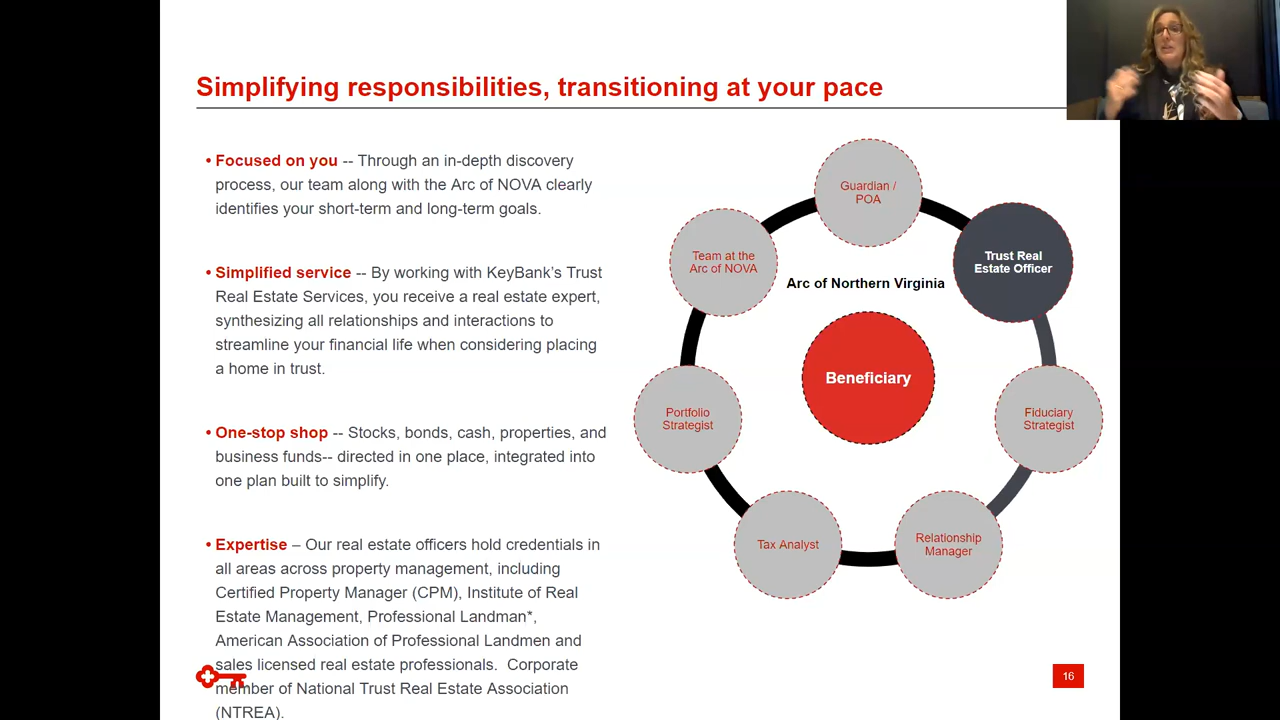 Simplifying responsibilities, transitioning at your pace
• Focused on you -- Through an in-depth discovery
process, our team along with the Arc of NOVA clearly
identifies your short-term and long-term goals.
• Simplified service -- By working with KeyBank's Trust
Real Estate Services, you receive a real estate expert,
synthesizing all relationships and interactions to
streamline your financial life when considering placing
a home in trust.
• One-stop shop -- Stocks, bonds, cash, properties, and
business funds-- directed in one place, integrated into
one plan built to simplify.
• Expertise – Our real estate officers hold credentials in
all areas across property management, including
Certified Property Manager (CPM), Institute of Real
Estate Management, Professional Landman*,
American Association of Professional Landmen and
sales licensed real estate professionals. Corporate
member of National Trust Real Estate Association
(NTREA).
Guardian /
POA
Trust Real
Estate Officer
Team at the
Arc of NOVA
Arc of Northern Virginia
Beneficiary
Portfolio
Strategist
Fiduciary
Strategist
Tax Analyst
Relationship
Manager
16